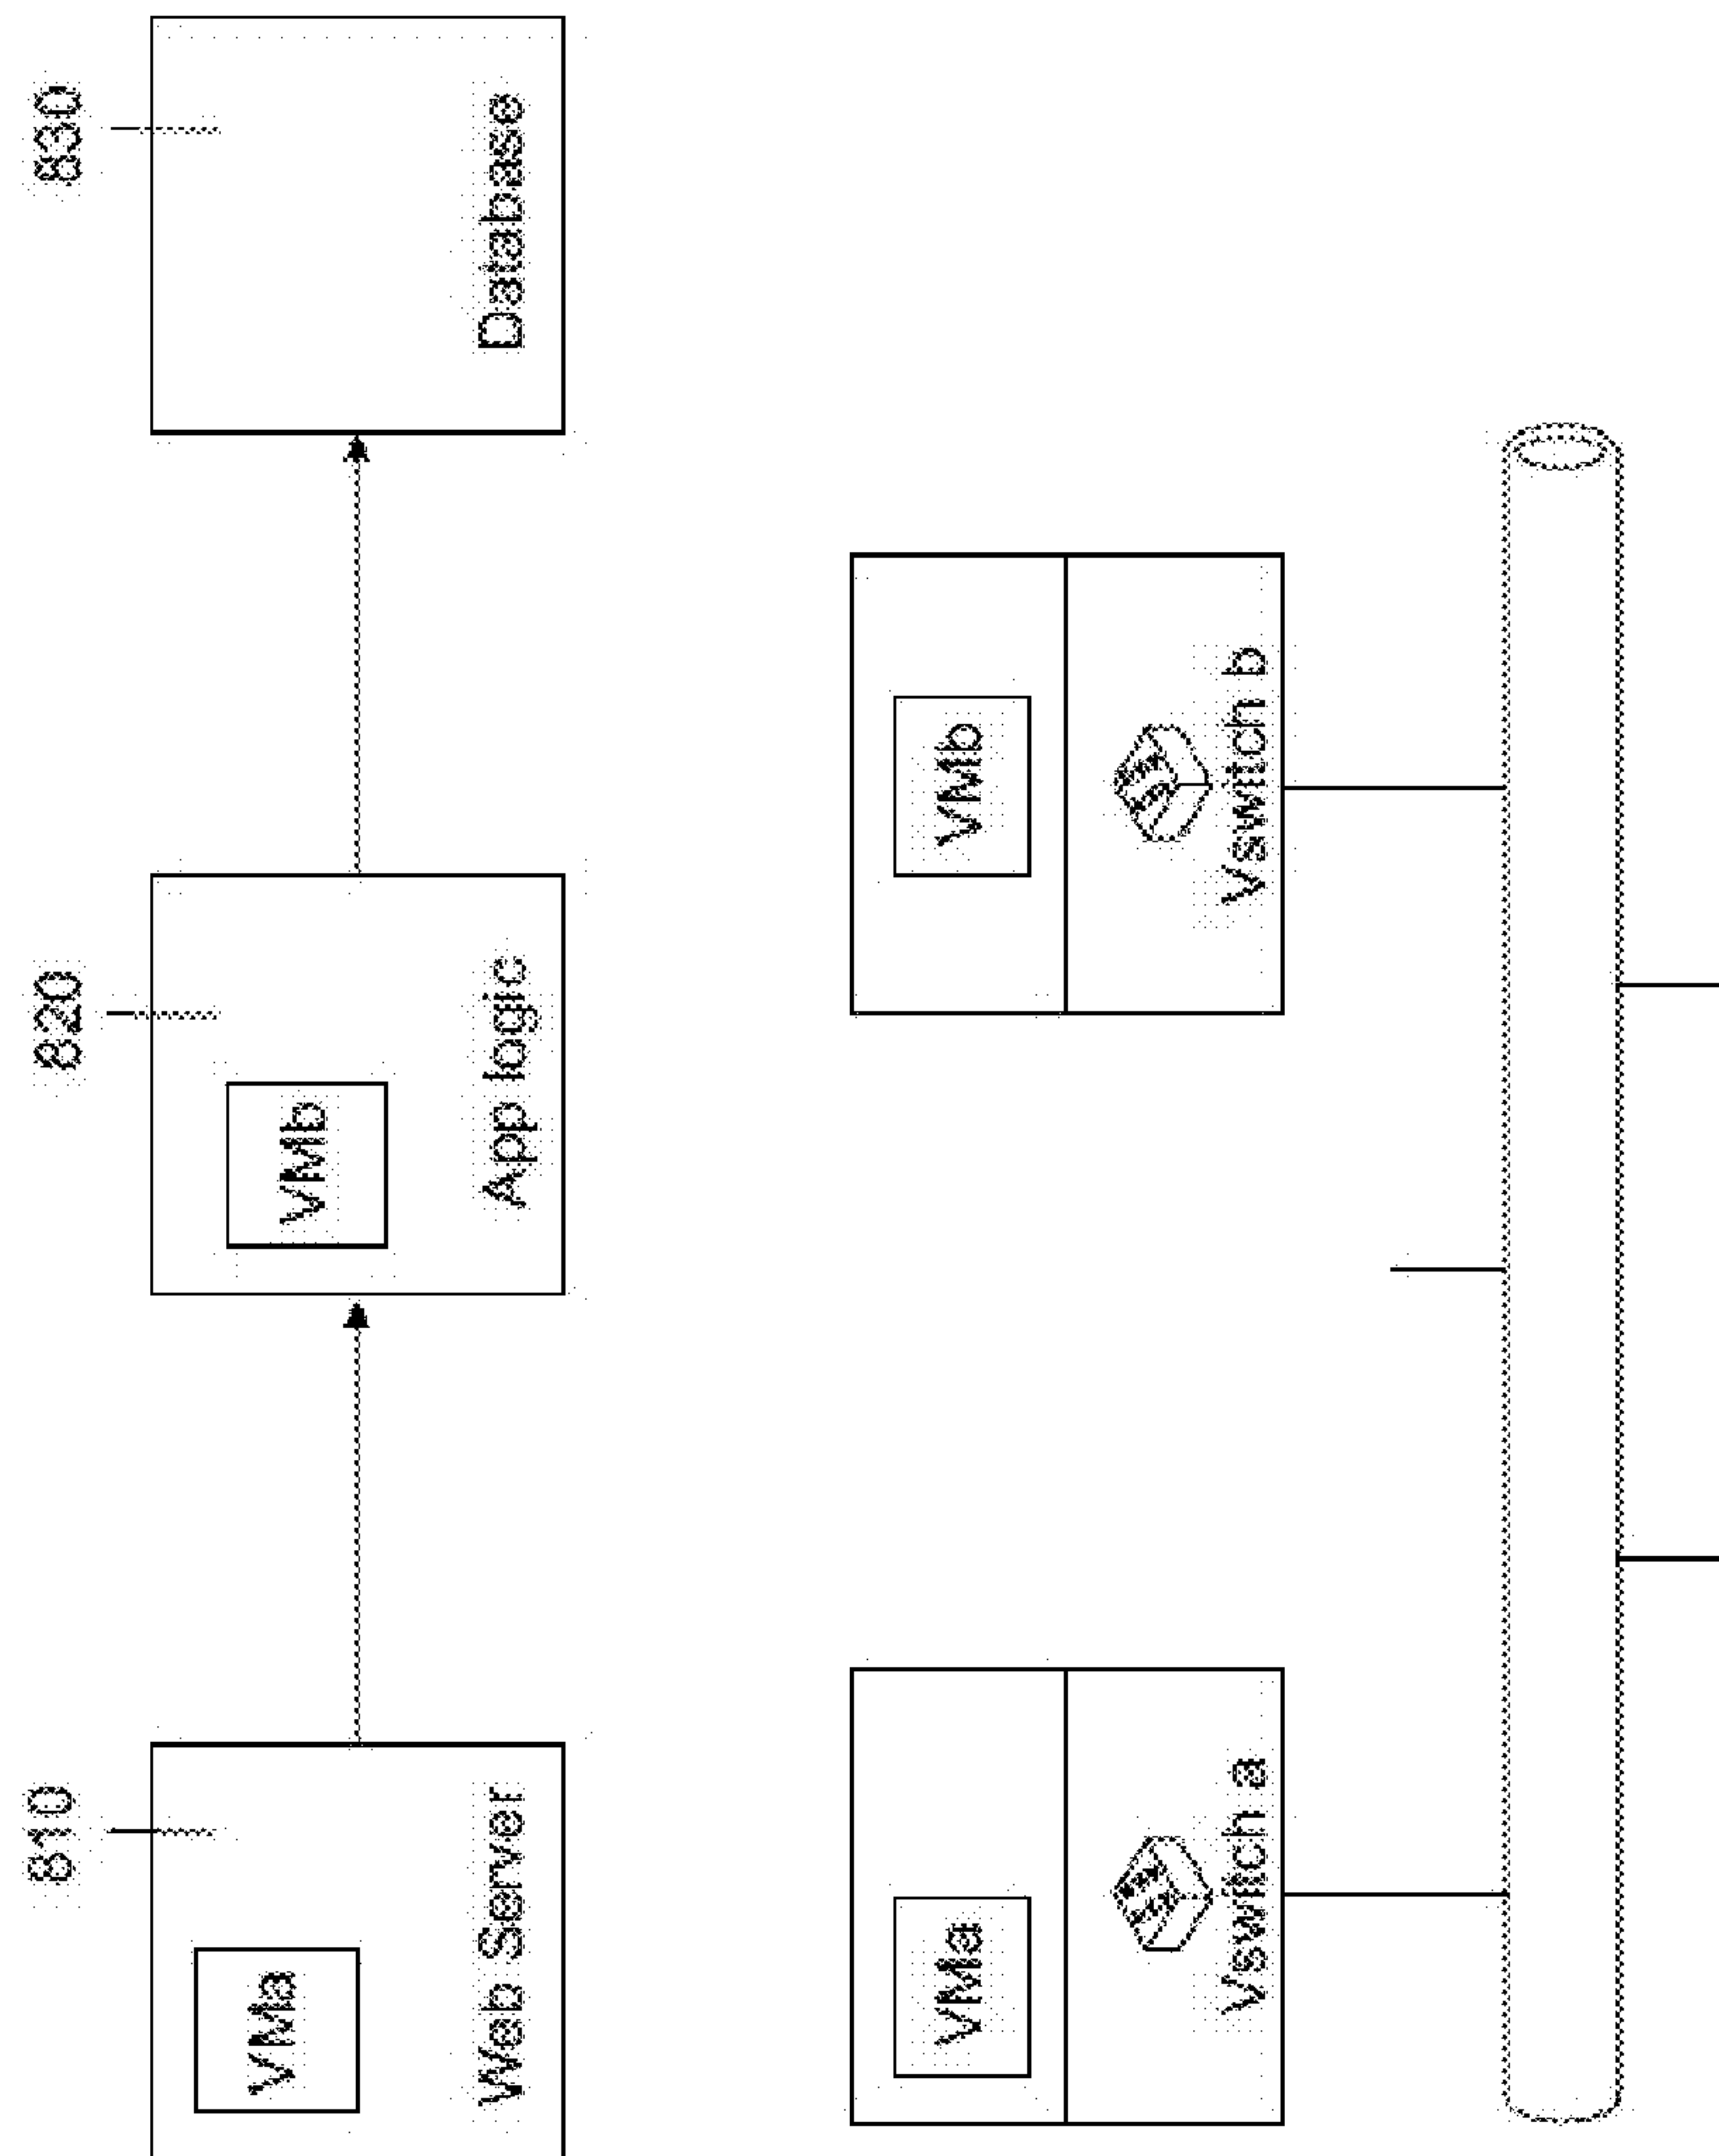 810
820
830
VMa
Web Server
VMb
App logic
Database
VMa
Vswitch a
VMb
Vswitch b